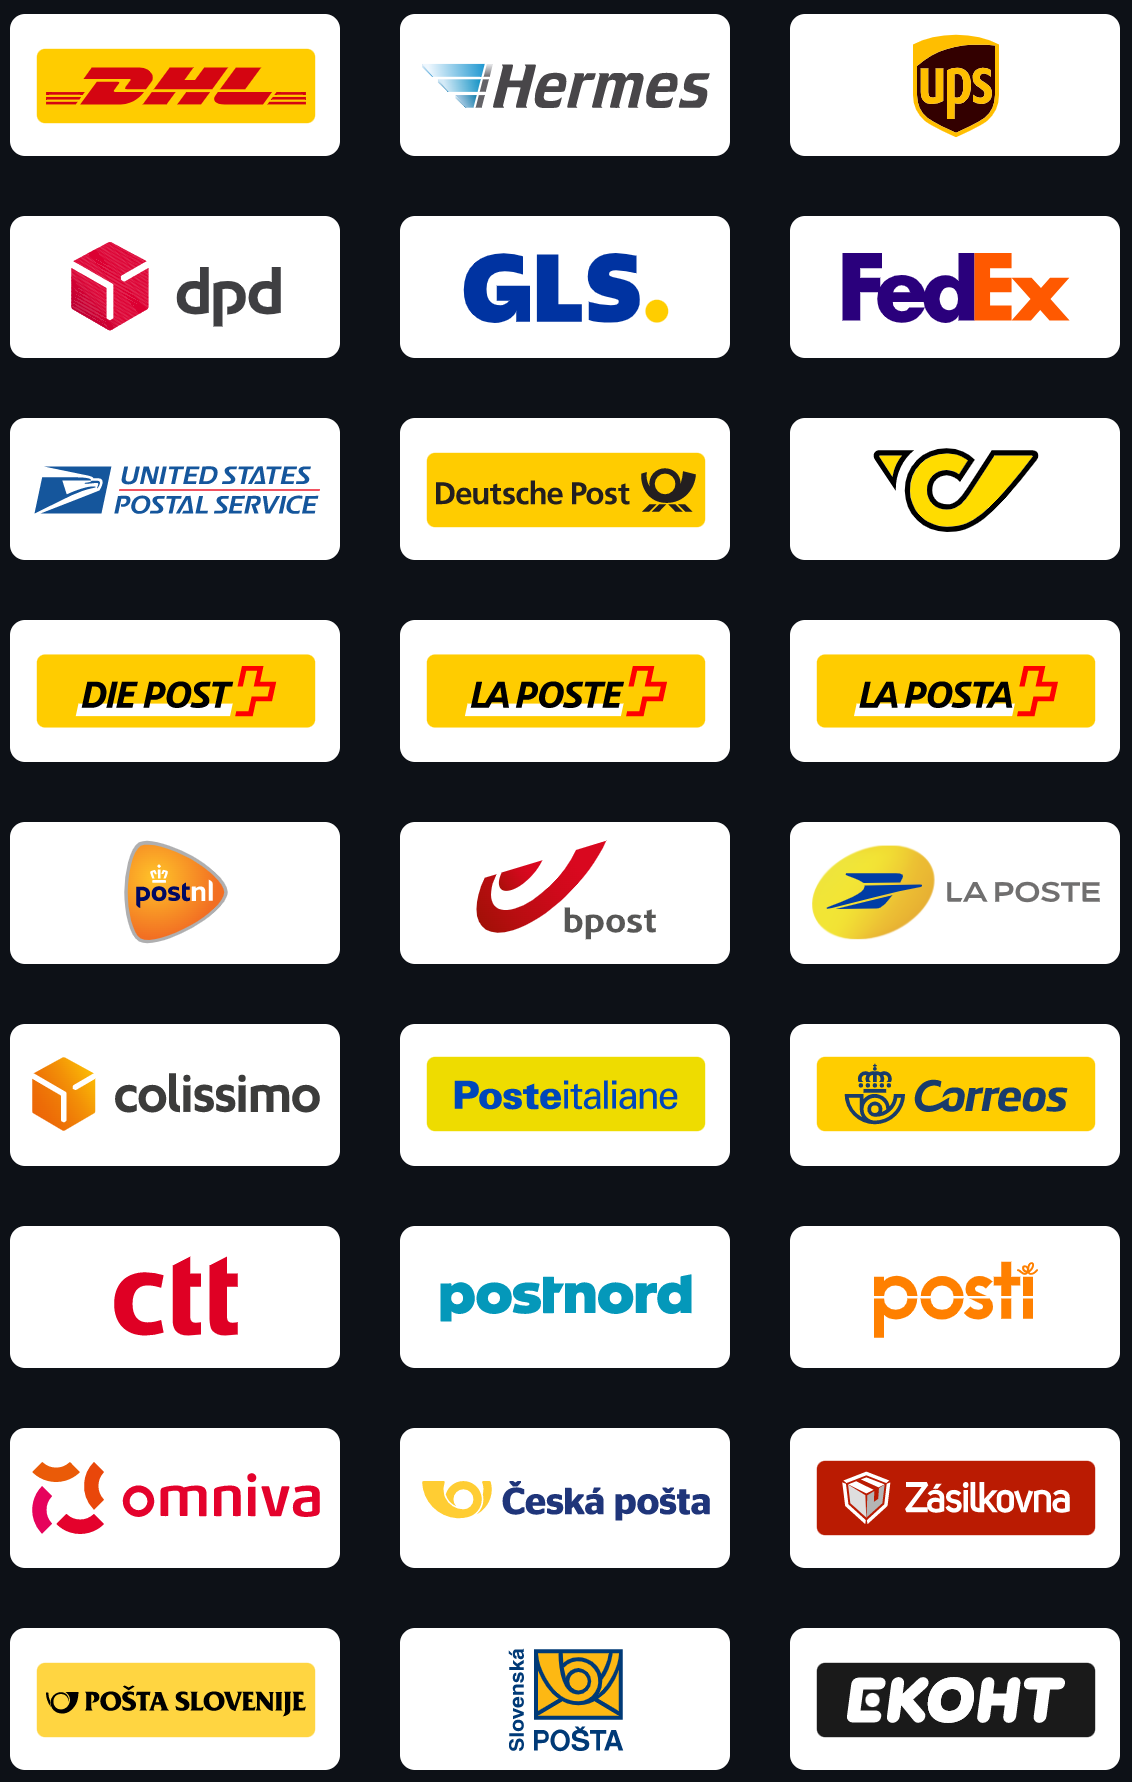 DHL
Hermes
ups
dpd
GLS.
FedEx
UNITED STATES
POSTAL SERVICE
Deutsche Post
DIE POST
LA POSTE
LA POSTA
postnl
bpost
LA POSTE
colissimo
Posteitaliane
Correos
ctt
postnord
posti
omniva
Česká pošta
Zásilkovna
POŠTA SLOVENIJE
Slovenská
POŠTA
ЕКОНТ